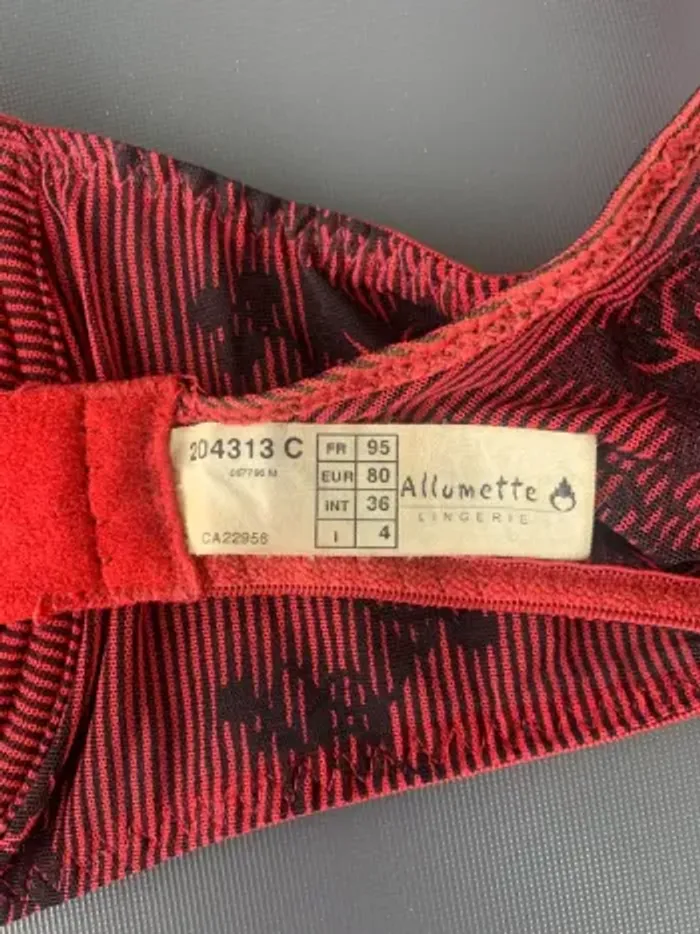 204313 C
CA22956
FR 95
EUR 80
INT 36
I 4
Allumette
LINGERIE